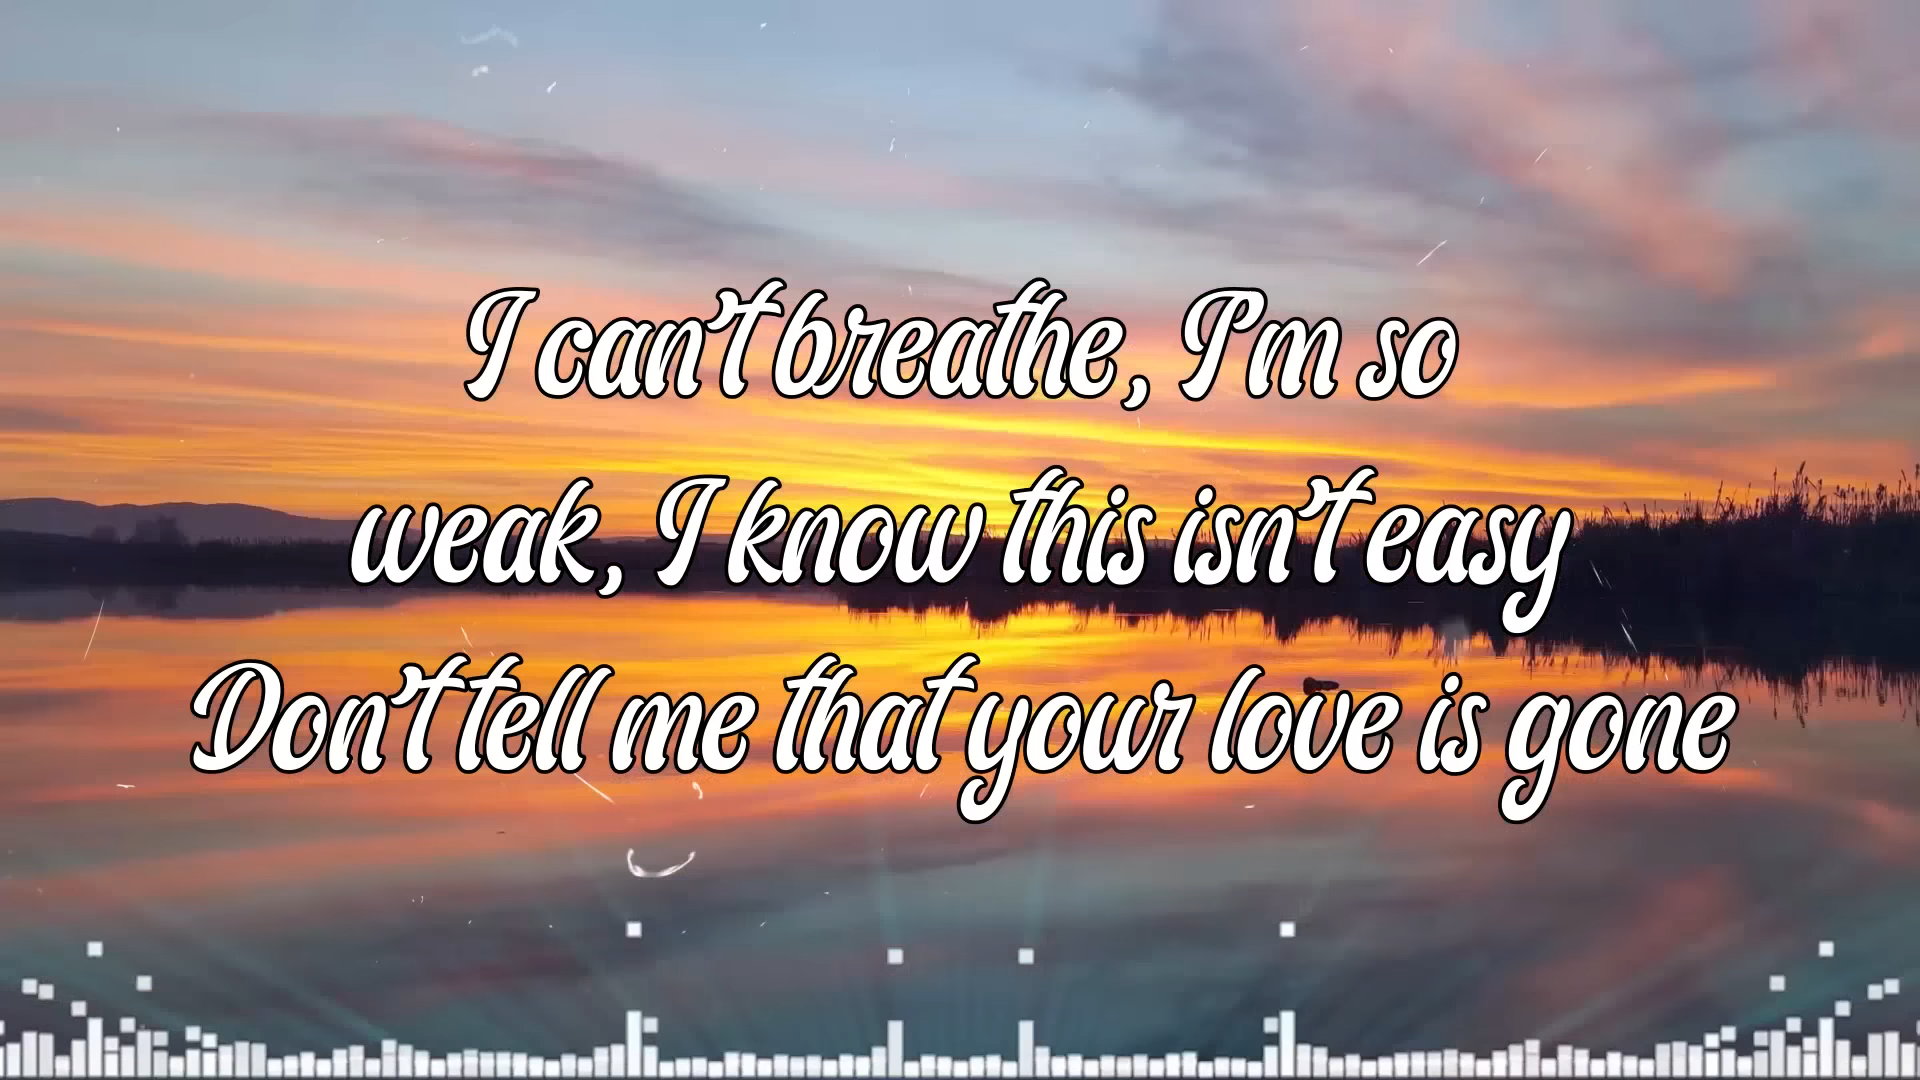 I can't breathe, I'm so
weak, I know this isn't easy
Don't tell me that your love is gone